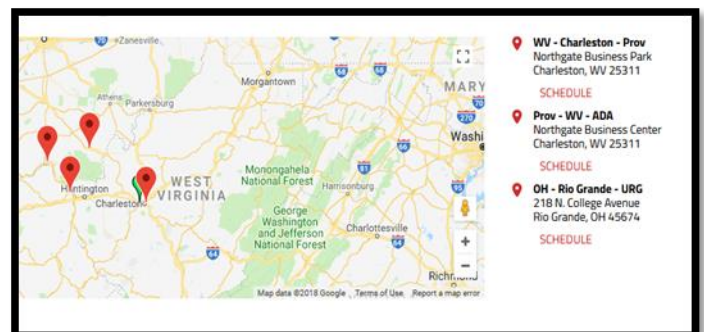 Zanesville
Morgantown
MARY
Athens
Parkersburg
Washi
WEST
VIRGINIA
Monongahela
National Forest
Harrisonburg
Huntington
Charleston
George
Washington
and Jefferson
National Forest
Charlottesville
Richmond
Map data ©2018 Google
Terms of Use
Report a map error
WV - Charleston - Prov
Northgate Business Park
Charleston, WV 25311
SCHEDULE
Prov - WV - ADA
Northgate Business Center
Charleston, WV 25311
SCHEDULE
OH - Rio Grande - URG
218 N. College Avenue
Rio Grande, OH 45674
SCHEDULE